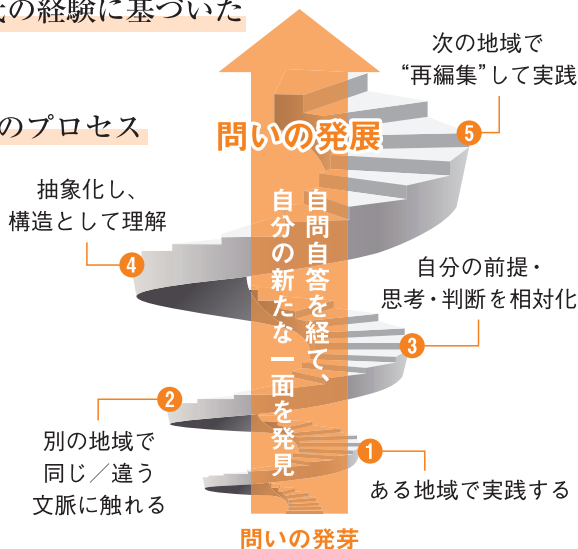 の経験に基づいた
のプロセス
問いの発展
自問自答を経て、
自分の新たな一面を発見
次の地域で
“再編集”して実践
5
抽象化し、
構造として理解
4
自分の前提・
思考・判断を相対化
3
2
別の地域で
同じ／違う
文脈に触れる
1
ある地域で実践する
問いの発芽